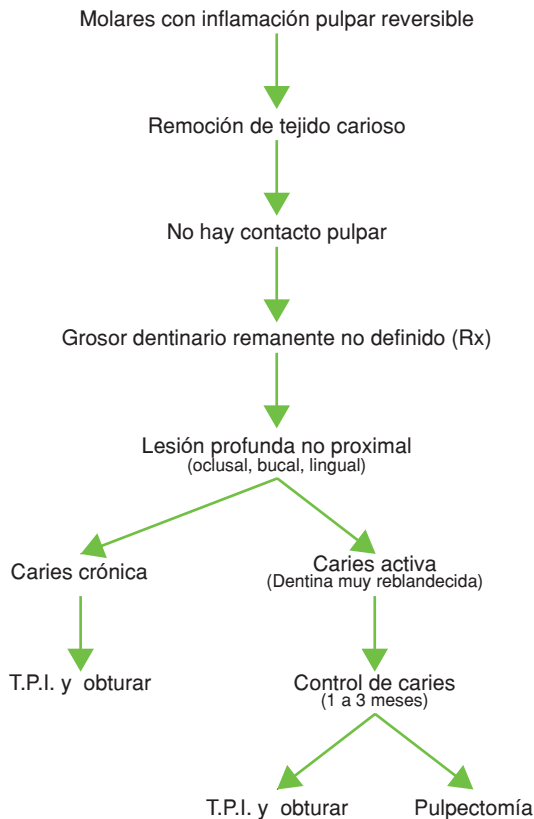 Molares con inflamación pulpar reversible
Remoción de tejido carioso
No hay contacto pulpar
Grosor dentinario remanente no definido (Rx)
Lesión profunda no proximal
(oclusal, bucal, lingual)
Caries crónica
Caries activa
(Dentina muy reblandecida)
T.P.I. y obturar
Control de caries
(1 a 3 meses)
T.P.I. y obturar
Pulpectomía